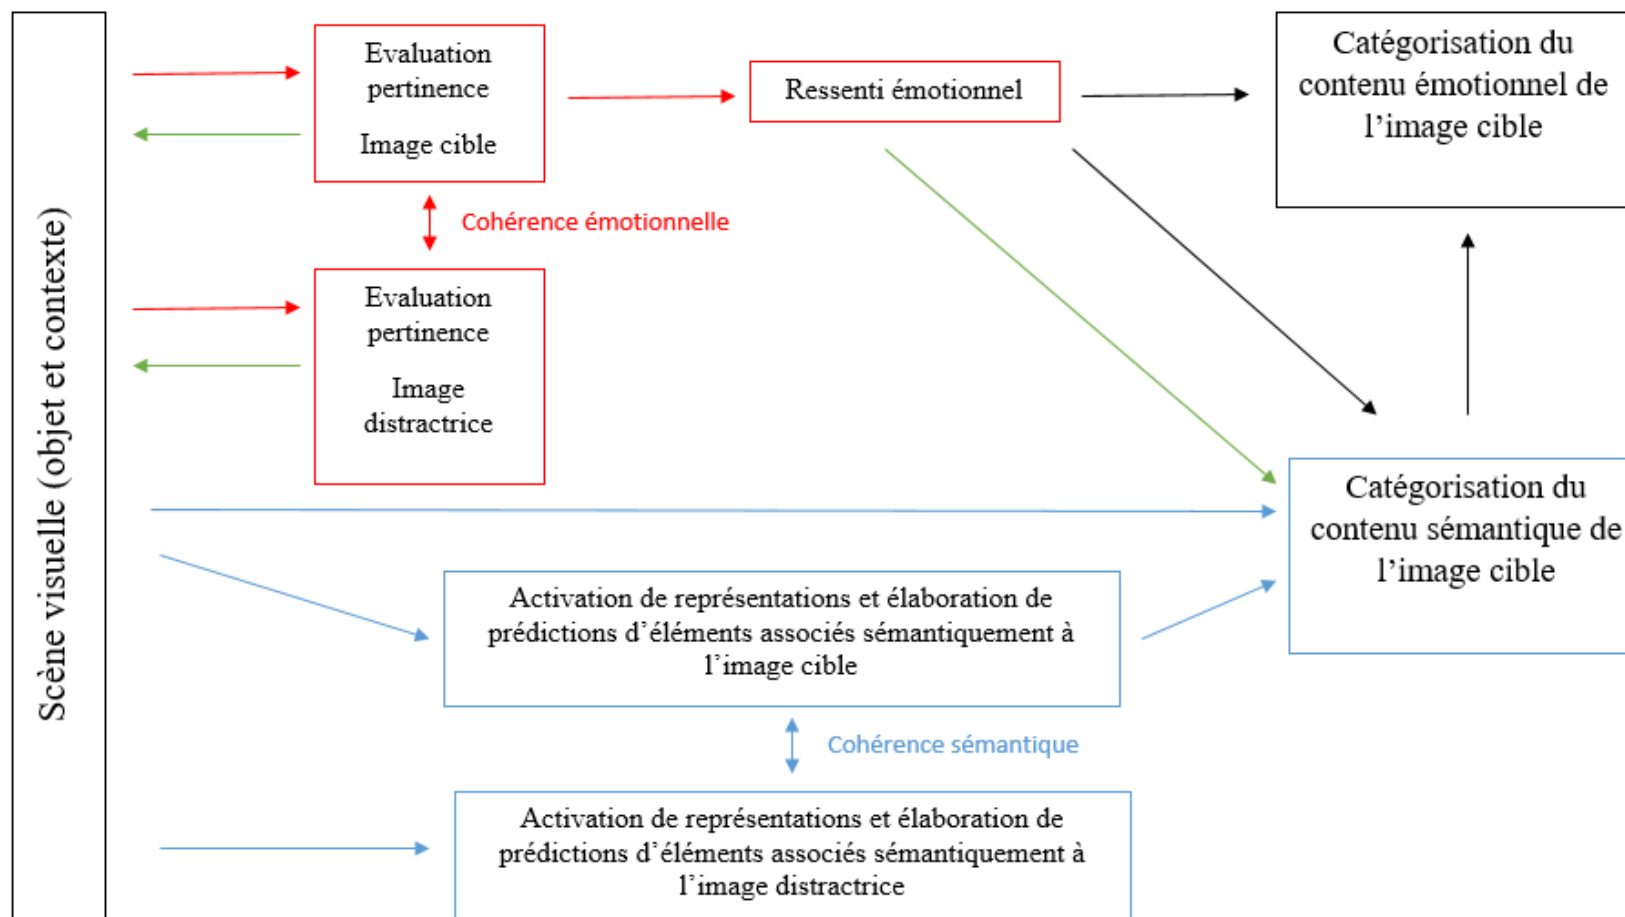 Scène visuelle (objet et contexte)
Evaluation
pertinence
Image cible
Cohérence émotionnelle
Evaluation
pertinence
Image
distractrice
Ressenti émotionnel
Catégorisation du
contenu émotionnel de
l’image cible
Catégorisation du
contenu sémantique de
l’image cible
Activation de représentations et élaboration de
prédictions d’éléments associés sémantiquement à
l’image cible
Cohérence sémantique
Activation de représentations et élaboration de
prédictions d’éléments associés sémantiquement à
l’image distractrice